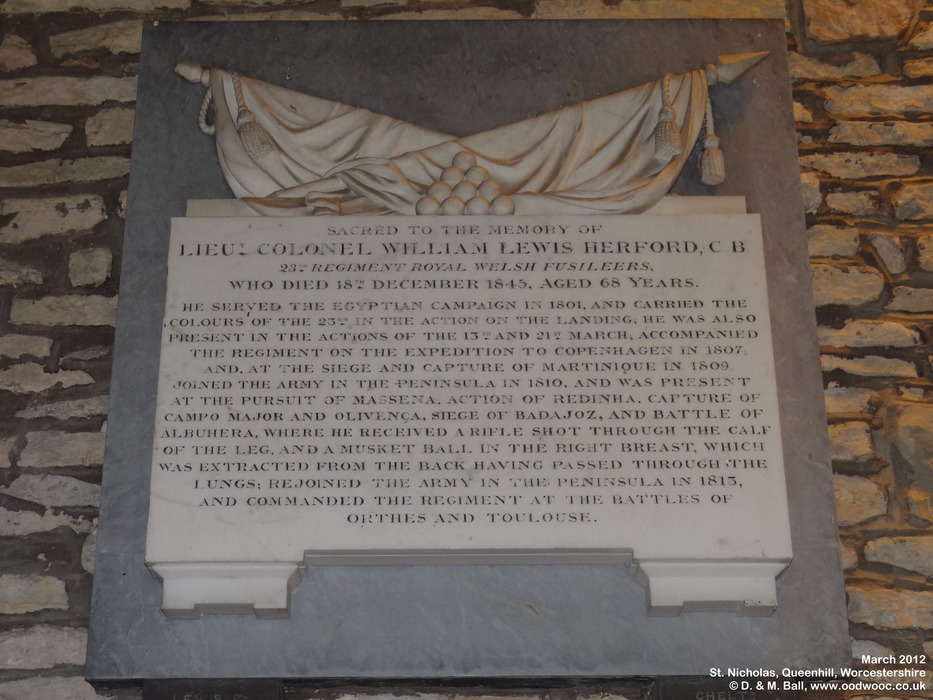 SACRED TO THE MEMORY OF
LIEUT. COLONEL WILLIAM LEWIS HERFORD, C B
23RD REGIMENT ROYAL WELSH FUSILEERS,
WHO DIED 18TH DECEMBER 1845, AGED 68 YEARS.
HE SERVED THE EGYPTIAN CAMPAIGN IN 1801, AND CARRIED THE
COLOURS OF THE 23RD IN THE ACTION ON THE LANDING; HE WAS ALSO
PRESENT IN THE ACTIONS OF THE 13TH AND 21ST MARCH, ACCOMPANIED
THE REGIMENT ON THE EXPEDITION TO COPENHAGEN IN 1807;
AND, AT THE SIEGE AND CAPTURE OF MARTINIQUE IN 1809
JOINED THE ARMY IN THE PENINSULA IN 1810, AND WAS PRESENT
AT THE PURSUIT OF MASSENA, ACTION OF REDINHA, CAPTURE OF
CAMPO MAJOR AND OLIVENÇA, SIEGE OF BADAJOZ, AND BATTLE OF
ALBUHERA, WHERE HE RECEIVED A RIFLE SHOT THROUGH THE CALF
OF THE LEG, AND A MUSKET BALL IN THE RIGHT BREAST, WHICH
WAS EXTRACTED FROM THE BACK HAVING PASSED THROUGH THE
LUNGS; REJOINED THE ARMY IN THE PENINSULA IN 1813,
AND COMMANDED THE REGIMENT AT THE BATTLES OF
ORTHES AND TOULOUSE.
March 2012
St. Nicholas, Queenhill, Worcestershire
© D. & M. Ball, www.oodwooc.co.uk